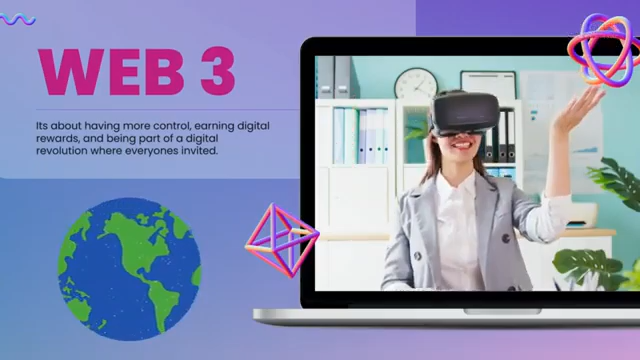 WEB 3
Its about having more control, earning digital
rewards, and being part of a digital
revolution where everyones invited.